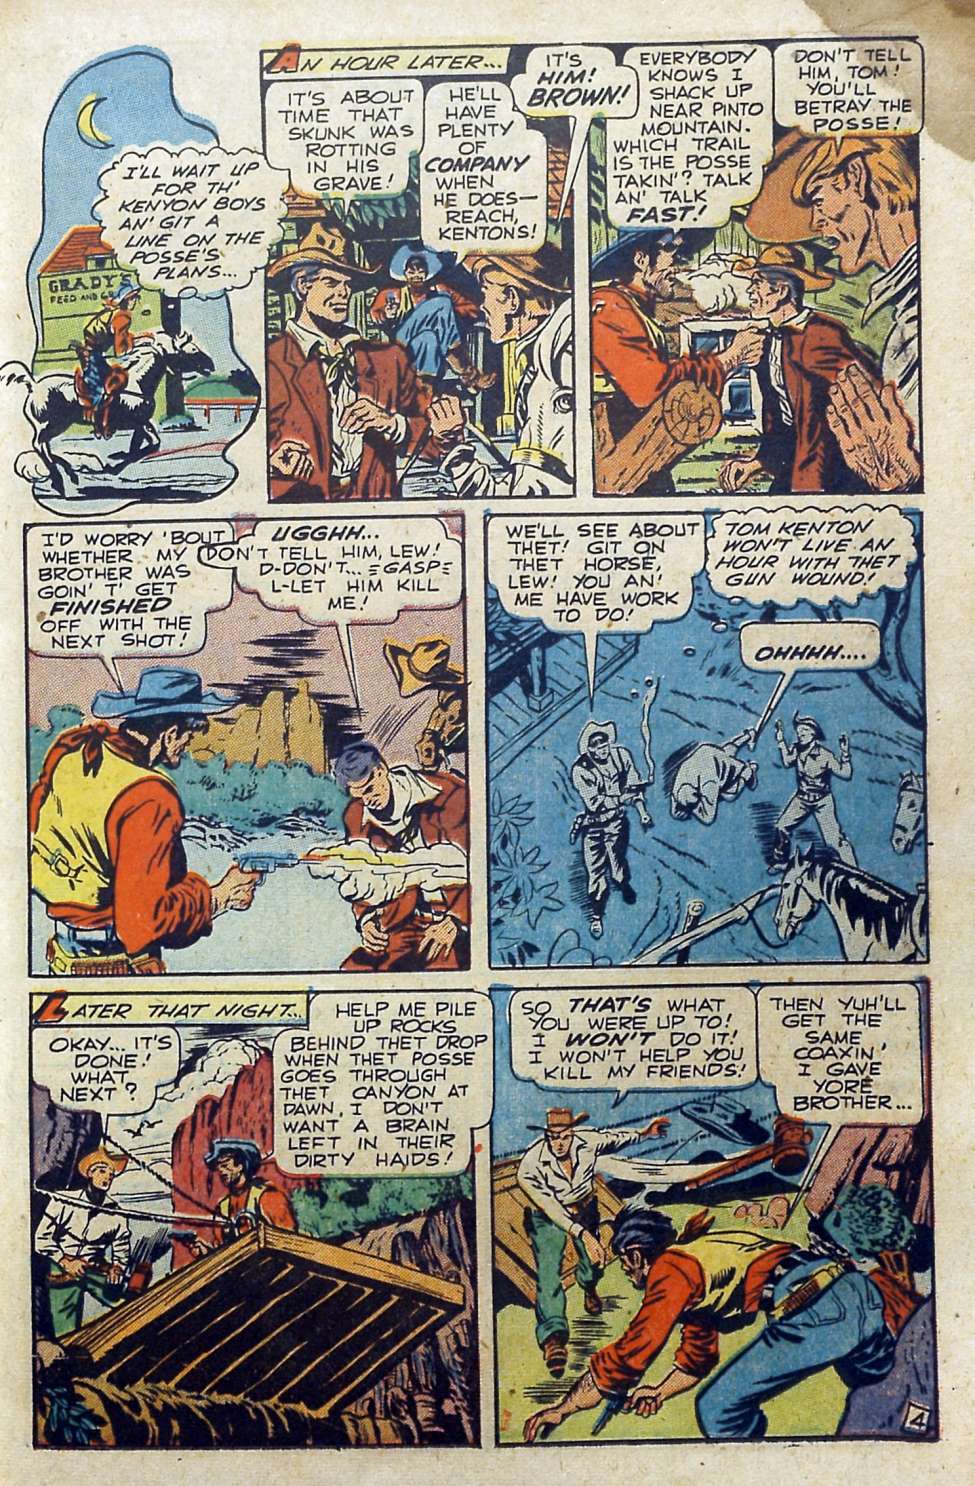 I'LL WAIT UP
FOR TH'
KENYON BOYS
AN' GIT A
LINE ON THE
POSSE'S
PLANS...
GRADY'S
FEED AND
AN HOUR LATER...
IT'S ABOUT
TIME THAT
SKUNK WAS
ROTTING
IN HIS
GRAVE!
HE'LL
HAVE
PLENTY
OF
COMPANY
WHEN
HE DOES—
REACH,
KENTONS!
IT'S
HIM!
BROWN!
EVERYBODY
KNOWS I
SHACK UP
NEAR PINTO
MOUNTAIN.
WHICH TRAIL
IS THE POSSE
TAKIN'? TALK
AN' TALK
FAST!
DON'T TELL
HIM, TOM!
YOU'LL
BETRAY THE
POSSE!
I'D WORRY 'BOUT
WHETHER MY
BROTHER WAS
GOIN' T' GET
FINISHED
OFF WITH THE
NEXT SHOT!
UGGHH...
DON'T TELL HIM, LEW!
D-DON'T... GASP
L-LET HIM KILL
ME!
WE'LL SEE ABOUT
THET! GIT ON
THET HORSE,
LEW! YOU AN'
ME HAVE WORK
TO DO!
TOM KENTON
WON'T LIVE AN
HOUR WITH THET
GUN WOUND!
OHHHH....
LATER THAT NIGHT...
OKAY... IT'S
DONE!
WHAT
NEXT?
HELP ME PILE
UP ROCKS
BEHIND THET DROP
WHEN THET POSSE
GOES THROUGH
THET CANYON AT
DAWN, I DON'T
WANT A BRAIN
LEFT IN THEIR
DIRTY HAIDS!
SO THAT'S WHAT
YOU WERE UP TO!
I WON'T DO IT!
I WON'T HELP YOU
KILL MY FRIENDS!
THEN YUH'LL
GET THE
SAME
COAXIN'
I GAVE
YORE
BROTHER...
4